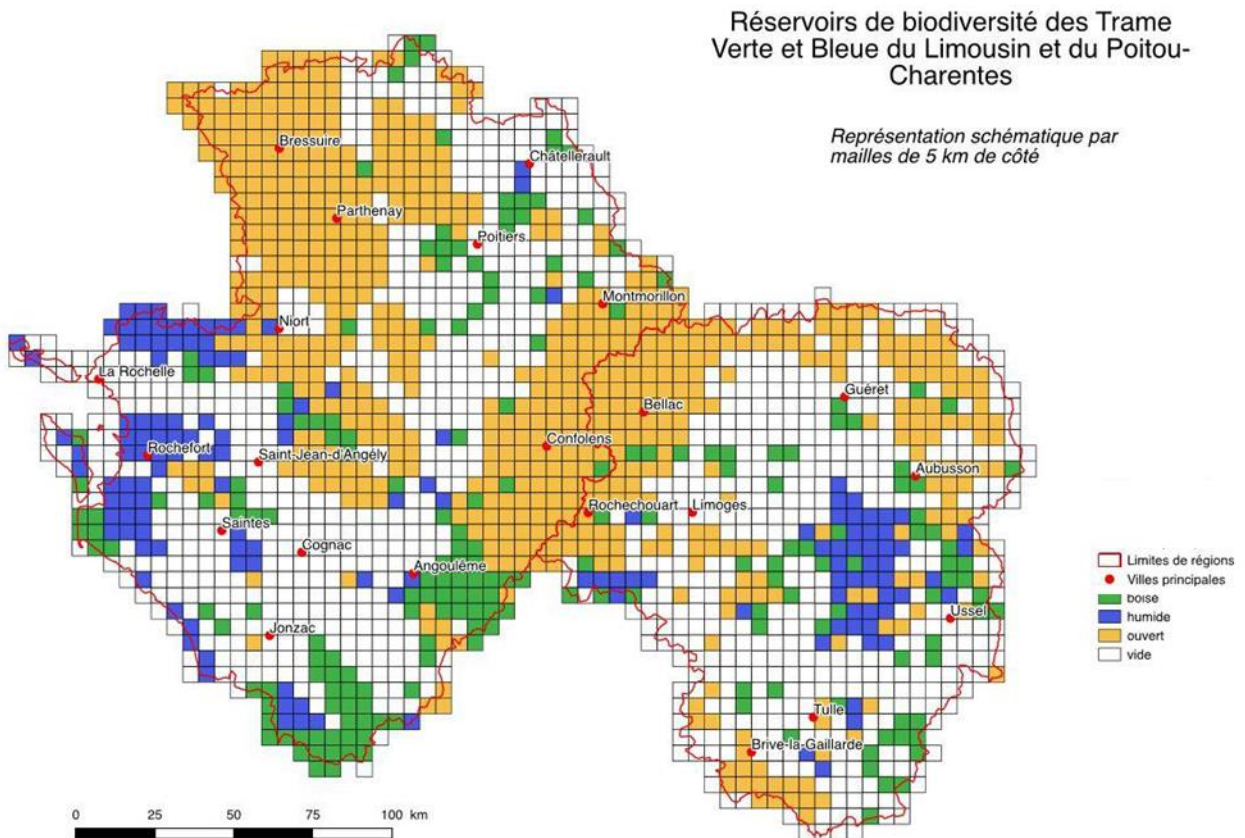 Réservoirs de biodiversité des Trame
Verte et Bleue du Limousin et du Poitou-
Charentes
Représentation schématique par
mailles de 5 km de côté
Bressuire
Châtellerault
Parthenay
Poitiers
Montmorillon
Niort
La Rochelle
Guéret
Bellac
Confolens
Rochefort
Saint-Jean-d'Angély
Aubusson
Rochechouart
Limoges
Saintes
Cognac
Angoulême
Ussel
Jonzac
Tulle
Brive-la-Gaillarde
Limites de régions
Villes principales
boisé
humide
ouvert
vide
0 25 50 75 100 km